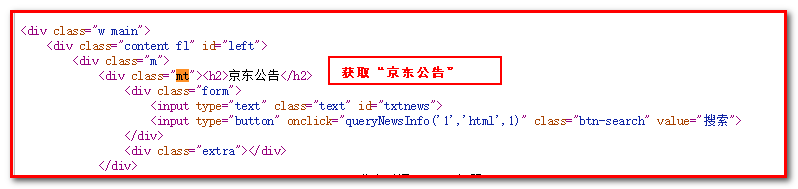 <div class="w main">
<div class="content fl" id="left">
<div class="m">
<div class="mt"><h2>京东公告</h2>
获取“京东公告”
<div class="form">
<input type="text" class="text" id="txtnews">
<input type="button" onclick="queryNewsInfo('1','html',1)" class="btn-search" value="搜索">
</div>
<div class="extra"></div>
</div>